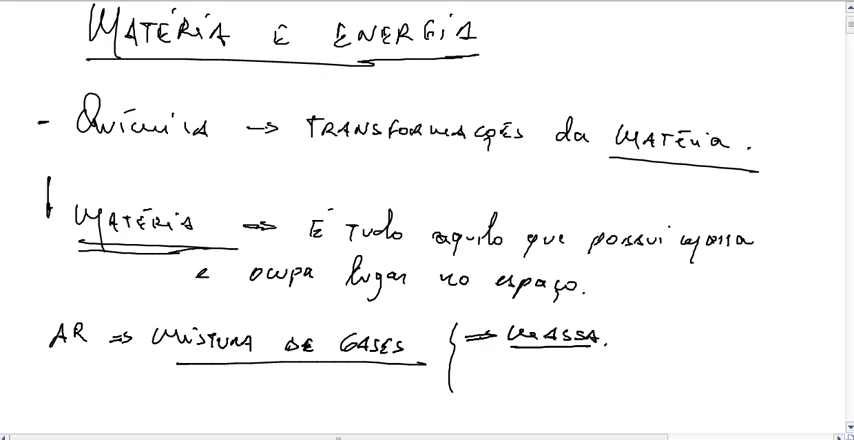 MATÉRIA E ENERGIA
- QUÍMICA → TRANSFORMAÇÕES da MATÉRIA.
MATÉRIA ⇒ É TUDO aquilo que possui massa
e ocupa lugar no espaço.
AR ⇒ MISTURA DE GASES { ⇒ MASSA.